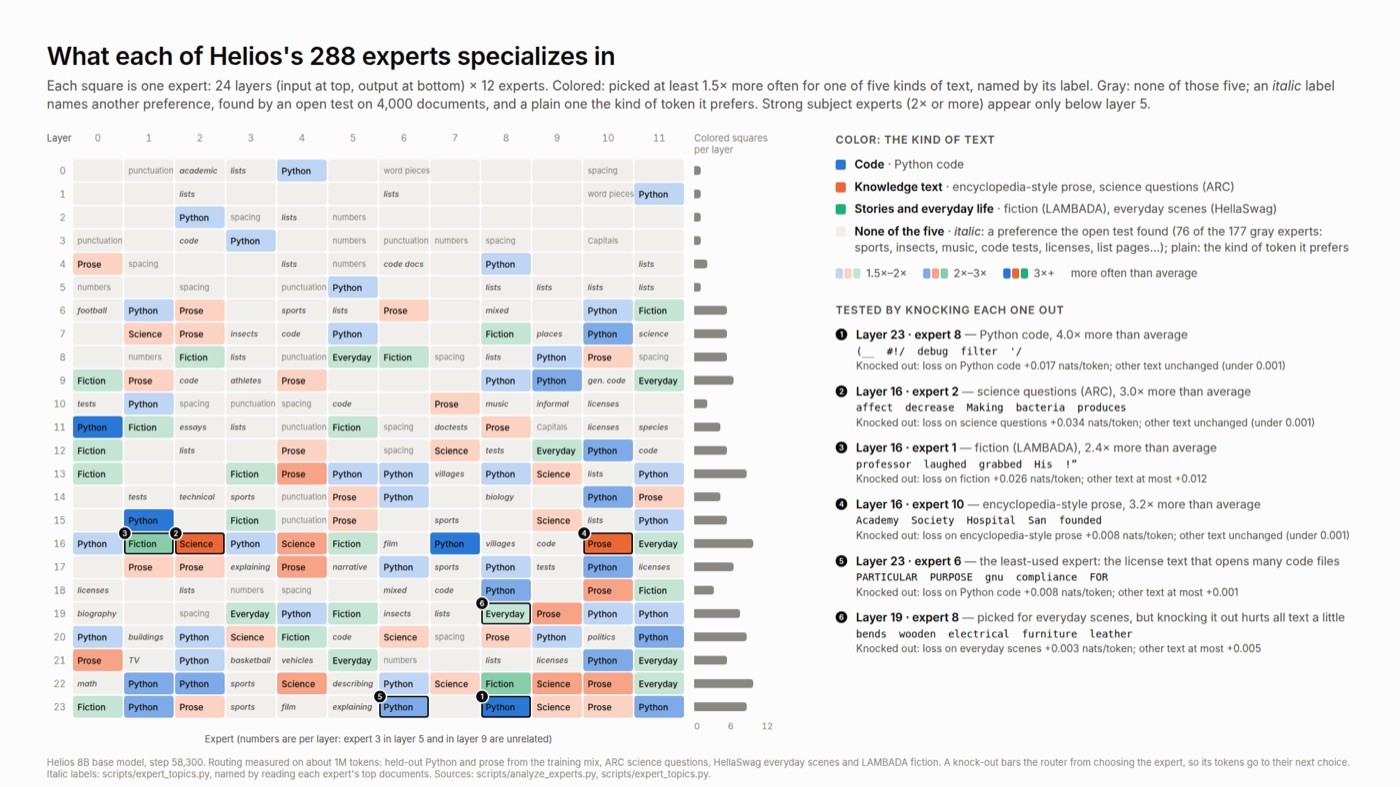 What each of Helios's 288 experts specializes in
Each square is one expert: 24 layers (input at top, output at bottom) × 12 experts. Colored: picked at least 1.5× more often for one of five kinds of text, named by its label. Gray: none of those five; an italic label
names another preference, found by an open test on 4,000 documents, and a plain one the kind of token it prefers. Strong subject experts (2× or more) appear only below layer 5.
Layer 0 1 2 3 4 5 6 7 8 9 10 11 Colored squares
per layer
0 punctuation academic lists Python word pieces spacing
1 lists lists word pieces Python
2 Python spacing lists numbers
3 punctuation code Python numbers punctuation numbers spacing Capitals
4 Prose spacing lists numbers code docs Python lists
5 numbers spacing punctuation Python lists lists lists lists
6 football Python Prose sports lists Prose mixed Python Fiction
7 Science Prose insects code Python Fiction places Python science
8 numbers Fiction lists punctuation Everyday Fiction spacing lists Python Prose spacing
9 Fiction Prose code athletes Prose Python Python gen. code Everyday
10 tests Python spacing punctuation spacing code Prose music informal licenses
11 Python Fiction essays lists punctuation Fiction spacing doctests Prose Capitals licenses species
12 Fiction lists Prose spacing Science tests Everyday Python code
13 Fiction Fiction Prose Python Python villages Python Science lists Python
14 tests technical sports punctuation Prose Python biology Python Prose
15 Python Fiction punctuation Prose sports Science lists Python
3 2 4
16 Python Fiction Science Python Science Fiction film Python villages code Prose Everyday
17 Prose Prose explaining Prose narrative Python sports Python tests Python licenses
18 licenses lists numbers spacing mixed code Python Prose Fiction
6
19 biography spacing Everyday Python Fiction insects lists Everyday Prose Python Python
20 Python buildings Python Science Fiction code Science spacing Prose Python politics Python
21 Prose TV Python basketball vehicles Everyday numbers lists licenses Python Everyday
22 math Python Python sports Science describing Python Science Fiction Science Prose Everyday
5 1
23 Fiction Python Prose sports film explaining Python Python Science Prose Python
0 6 12
Expert (numbers are per layer: expert 3 in layer 5 and in layer 9 are unrelated)
COLOR: THE KIND OF TEXT
Code · Python code
Knowledge text · encyclopedia-style prose, science questions (ARC)
Stories and everyday life · fiction (LAMBADA), everyday scenes (HellaSwag)
None of the five · italic: a preference the open test found (76 of the 177 gray experts:
sports, insects, music, code tests, licenses, list pages...); plain: the kind of token it prefers
1.5×–2× 2×–3× 3×+ more often than average
TESTED BY KNOCKING EACH ONE OUT
1 Layer 23 · expert 8 — Python code, 4.0× more than average
(__ #!/ debug filter '/
Knocked out: loss on Python code +0.017 nats/token; other text unchanged (under 0.001)
2 Layer 16 · expert 2 — science questions (ARC), 3.0× more than average
affect decrease Making bacteria produces
Knocked out: loss on science questions +0.034 nats/token; other text unchanged (under 0.001)
3 Layer 16 · expert 1 — fiction (LAMBADA), 2.4× more than average
professor laughed grabbed His !”
Knocked out: loss on fiction +0.026 nats/token; other text at most +0.012
4 Layer 16 · expert 10 — encyclopedia-style prose, 3.2× more than average
Academy Society Hospital San founded
Knocked out: loss on encyclopedia-style prose +0.008 nats/token; other text unchanged (under 0.001)
5 Layer 23 · expert 6 — the least-used expert: the license text that opens many code files
PARTICULAR PURPOSE gnu compliance FOR
Knocked out: loss on Python code +0.008 nats/token; other text at most +0.001
6 Layer 19 · expert 8 — picked for everyday scenes, but knocking it out hurts all text a little
bends wooden electrical furniture leather
Knocked out: loss on everyday scenes +0.003 nats/token; other text at most +0.005
Helios 8B base model, step 58,300. Routing measured on about 1M tokens: held-out Python and prose from the training mix, ARC science questions, HellaSwag everyday scenes and LAMBADA fiction. A knock-out bars the router from choosing the expert, so its tokens go to their next choice.
Italic labels: scripts/expert_topics.py, named by reading each expert's top documents. Sources: scripts/analyze_experts.py, scripts/expert_topics.py.